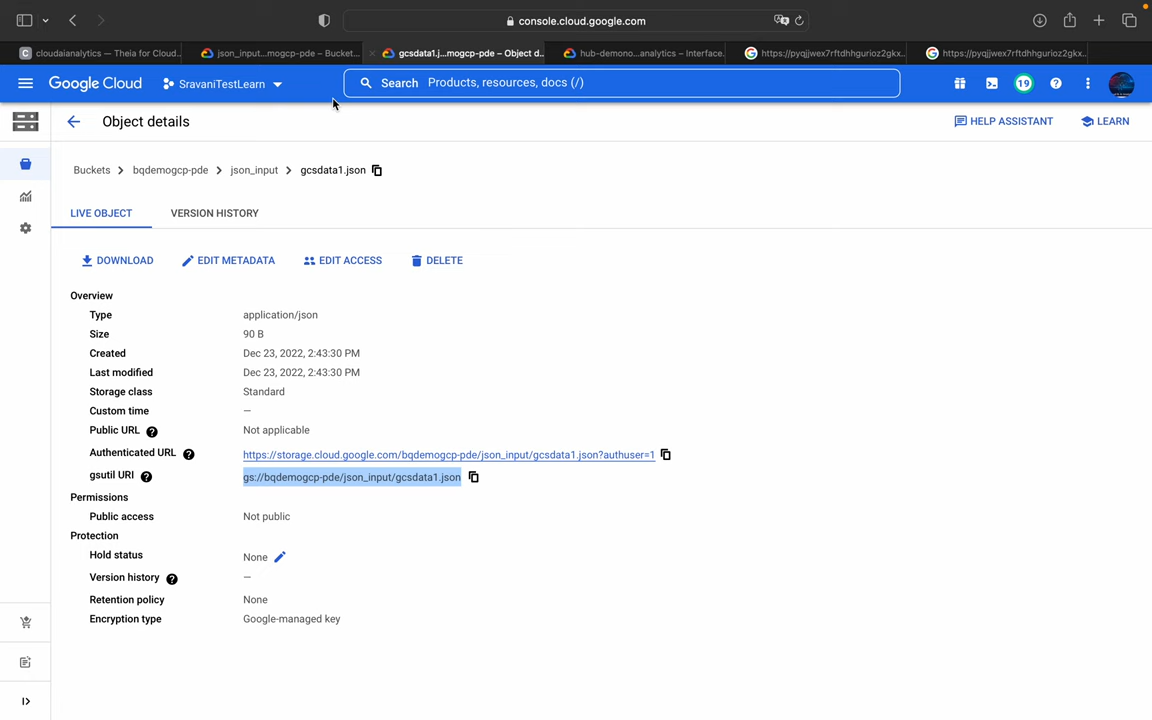 console.cloud.google.com
cloudaianalytics — Theia for Cloud...
json_input...mogcp-pde – Bucket...
gcsdata1.j...mogcp-pde – Object d...
hub-demono...analytics – Interface...
https://pyqjjwex7rftdhhgurioz2gkx...
https://pyqjjwex7rftdhhgurioz2gkx...
Google Cloud
SravaniTestLearn
Search Products, resources, docs (/)
19
Object details
HELP ASSISTANT
LEARN
Buckets > bqdemogcp-pde > json_input > gcsdata1.json
LIVE OBJECT
VERSION HISTORY
DOWNLOAD
EDIT METADATA
EDIT ACCESS
DELETE
Overview
Type application/json
Size 90 B
Created Dec 23, 2022, 2:43:30 PM
Last modified Dec 23, 2022, 2:43:30 PM
Storage class Standard
Custom time —
Public URL Not applicable
Authenticated URL https://storage.cloud.google.com/bqdemogcp-pde/json_input/gcsdata1.json?authuser=1
gsutil URI gs://bqdemogcp-pde/json_input/gcsdata1.json
Permissions
Public access Not public
Protection
Hold status None
Version history —
Retention policy None
Encryption type Google-managed key